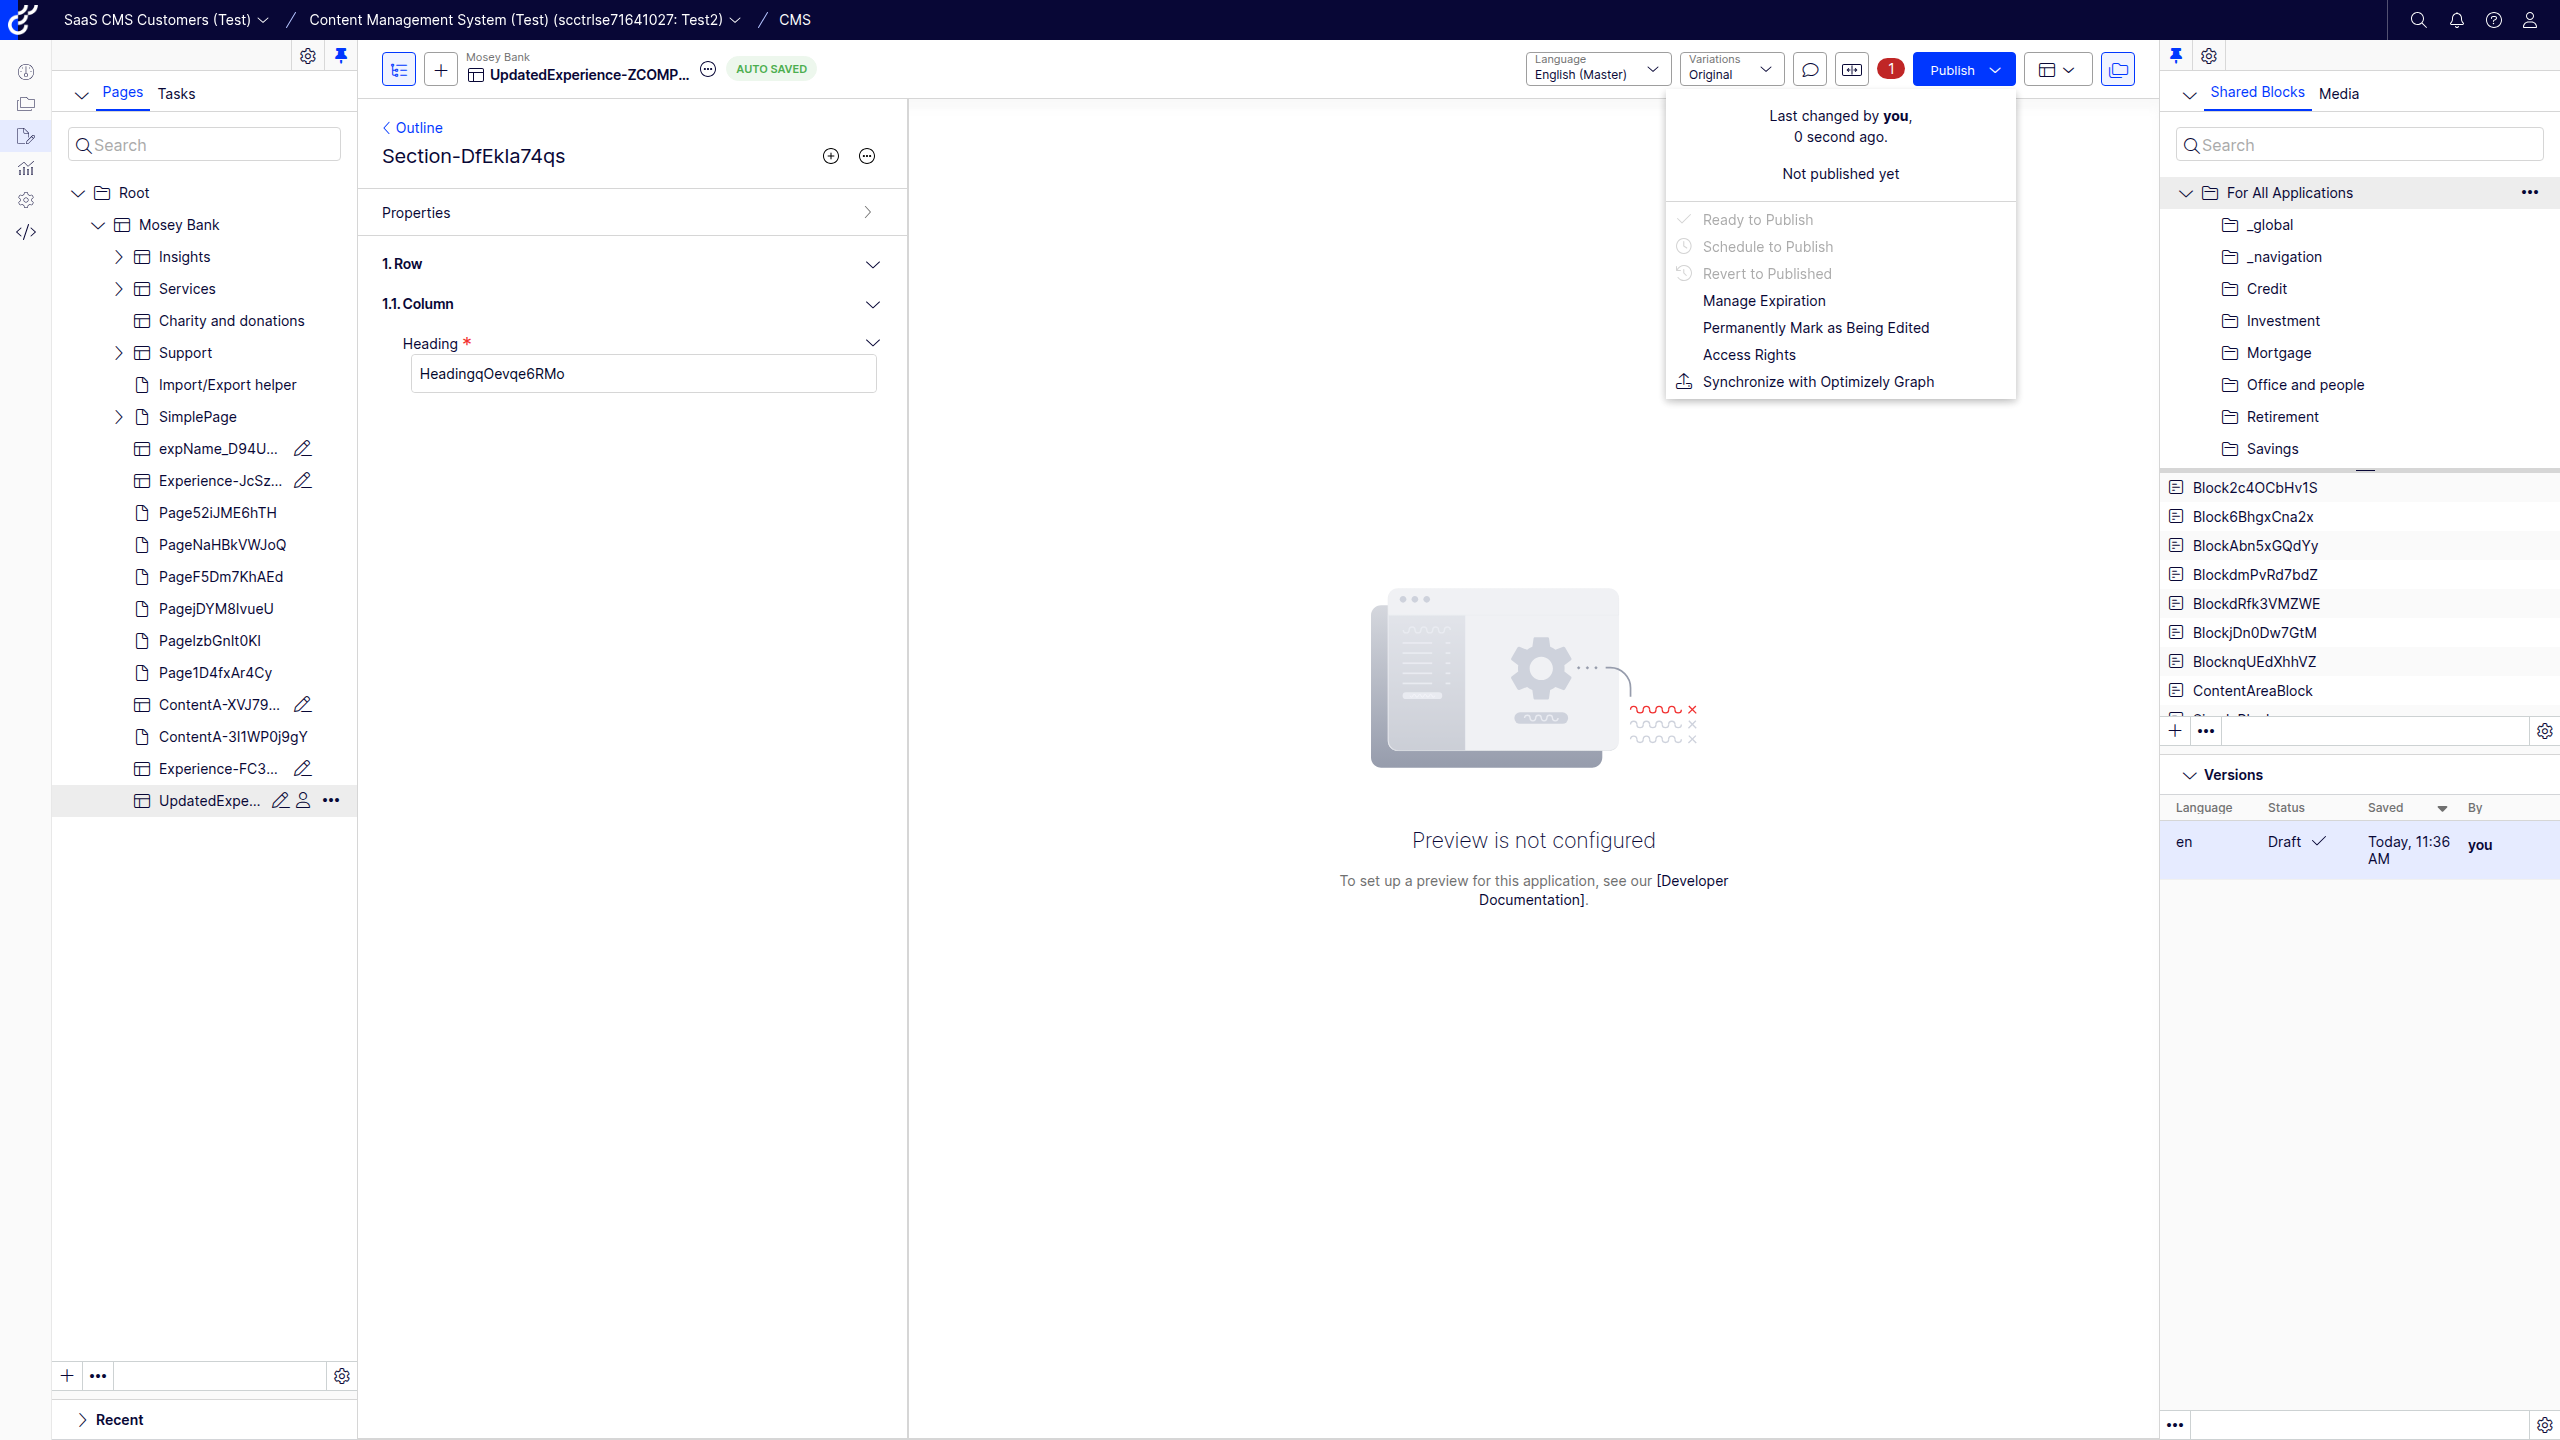 SaaS CMS Customers (Test)
Content Management System (Test) (scctrlse71641027: Test2)
CMS
Pages
Tasks
Search
Root
Mosey Bank
Insights
Services
Charity and donations
Support
Import/Export helper
SimplePage
expName_D94U...
Experience-JcSz...
Page52iJME6hTH
PageNaHBkVWJoQ
PageF5Dm7KhAEd
PagejDYM8IvueU
PageIzbGnIt0KI
Page1D4fxAr4Cy
ContentA-XVJ79...
ContentA-3I1WP0j9gY
Experience-FC3...
UpdatedExpe...
Recent
Mosey Bank
UpdatedExperience-ZCOMP...
AUTO SAVED
Language
English (Master)
Variations
Original
1
Publish
Outline
Section-DfEkIa74qs
Properties
1. Row
1.1. Column
Heading *
HeadingqOevqe6RMo
Last changed by you,
0 second ago.
Not published yet
Ready to Publish
Schedule to Publish
Revert to Published
Manage Expiration
Permanently Mark as Being Edited
Access Rights
Synchronize with Optimizely Graph
Preview is not configured
To set up a preview for this application, see our [Developer
Documentation].
Shared Blocks
Media
Search
For All Applications
_global
_navigation
Credit
Investment
Mortgage
Office and people
Retirement
Savings
Block2c4OCbHv1S
Block6BhgxCna2x
BlockAbn5xGQdYy
BlockdmPvRd7bdZ
BlockdRfk3VMZWE
BlockjDn0Dw7GtM
BlocknqUEdXhhVZ
ContentAreaBlock
Versions
Language
Status
Saved
By
en
Draft
Today, 11:36
AM
you